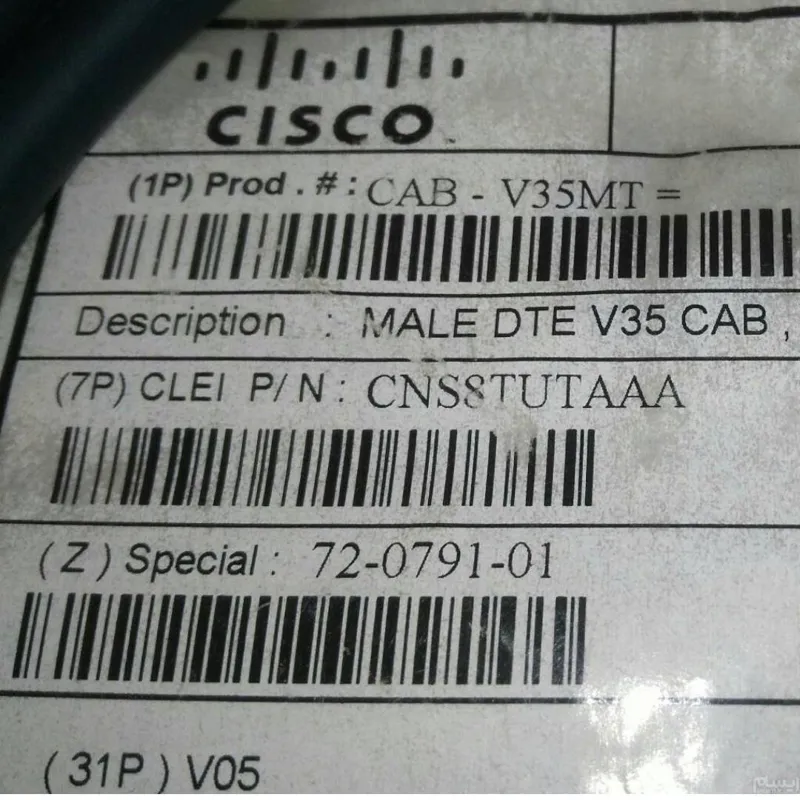 CISCO
(1P) Prod . # : CAB - V35MT =
Description : MALE DTE V35 CAB ,
(7P) CLEI P/ N : CNS8TUTAAA
(Z) Special : 72-0791-01
(31P) V05
ایسام